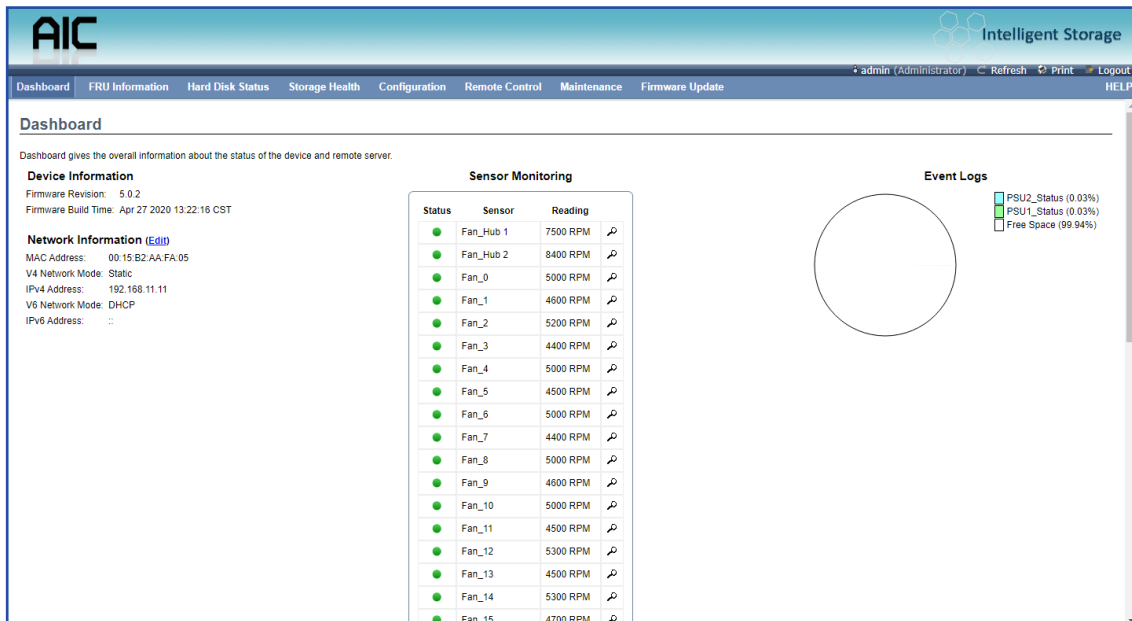 AIC
Intelligent Storage
admin (Administrator) Refresh Print Logout
Dashboard FRU Information Hard Disk Status Storage Health Configuration Remote Control Maintenance Firmware Update HELP
Dashboard
Dashboard gives the overall information about the status of the device and remote server.
Device Information
Firmware Revision: 5.0.2
Firmware Build Time: Apr 27 2020 13:22:16 CST
Network Information (Edit)
MAC Address: 00:15:B2:AA:FA:05
V4 Network Mode: Static
IPv4 Address: 192.168.11.11
V6 Network Mode: DHCP
IPv6 Address: ::
Sensor Monitoring
Status Sensor Reading
Fan_Hub 1 7500 RPM
Fan_Hub 2 8400 RPM
Fan_0 5000 RPM
Fan_1 4600 RPM
Fan_2 5200 RPM
Fan_3 4400 RPM
Fan_4 5000 RPM
Fan_5 4500 RPM
Fan_6 5000 RPM
Fan_7 4400 RPM
Fan_8 5000 RPM
Fan_9 4600 RPM
Fan_10 5000 RPM
Fan_11 4500 RPM
Fan_12 5300 RPM
Fan_13 4500 RPM
Fan_14 5300 RPM
Fan_15 4700 RPM
Event Logs
PSU2_Status (0.03%)
PSU1_Status (0.03%)
Free Space (99.94%)